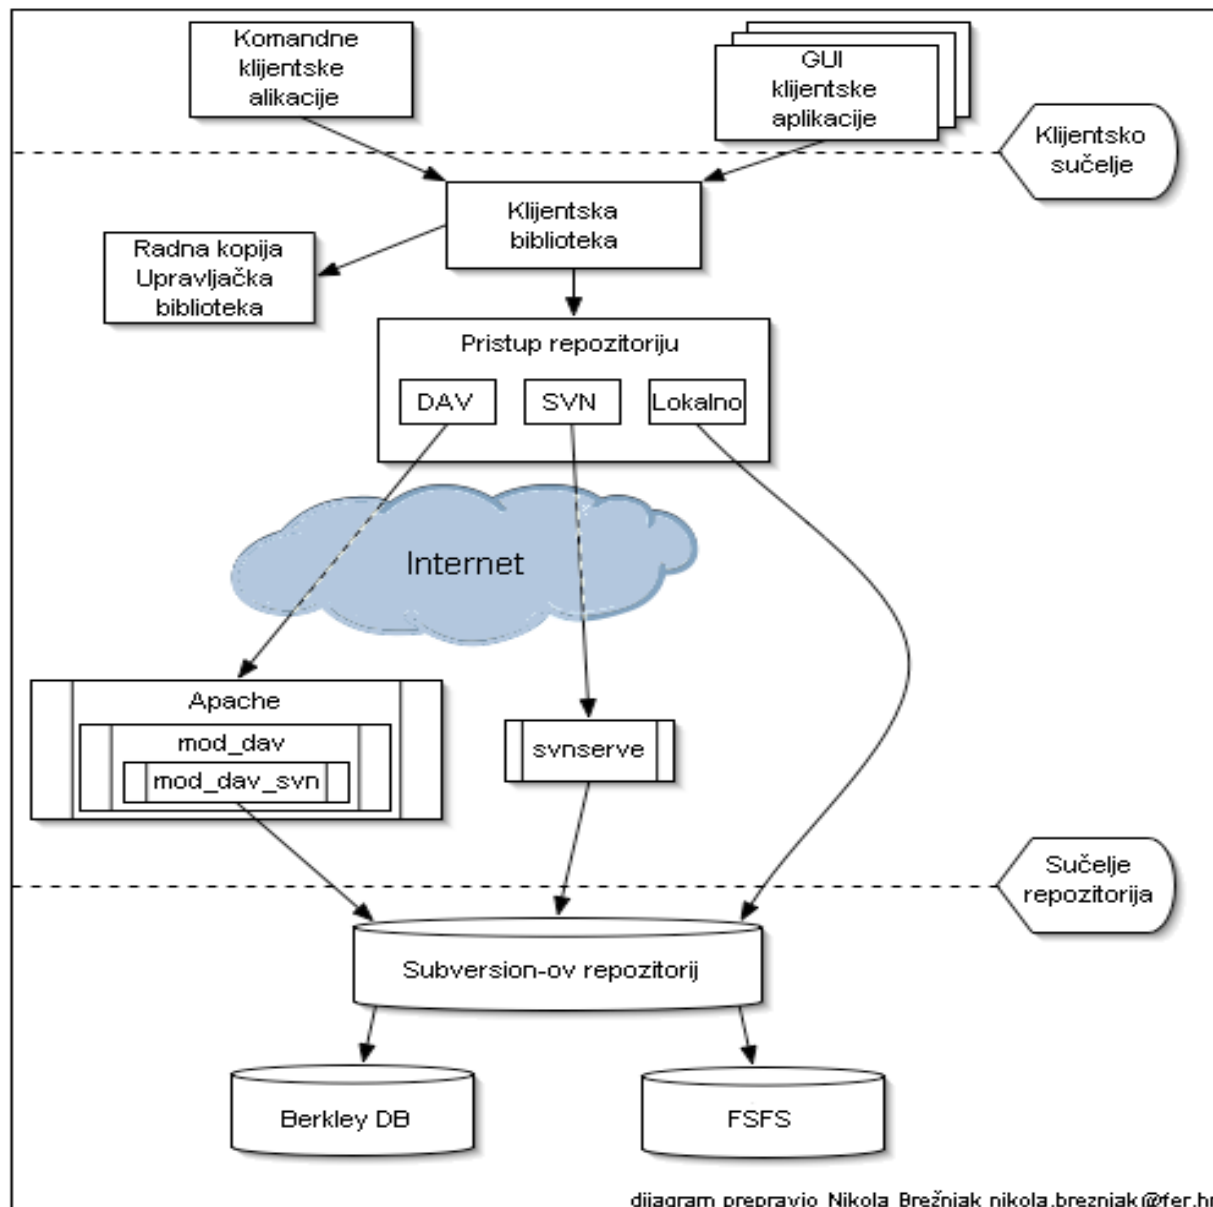 Komandne
klijentske
alikacije
GUI
klijentske
aplikacije
Klijentsko
sučelje
Klijentska
biblioteka
Radna kopija
Upravljačka
biblioteka
Pristup repozitoriju
DAV
SVN
Lokalno
Internet
Apache
mod_dav
mod_dav_svn
svnserve
Sučelje
repozitorija
Subversion-ov repozitorij
Berkley DB
FSFS
dijagram prepravio Nikola Brežnjak nikola.breznjak@fer.hr